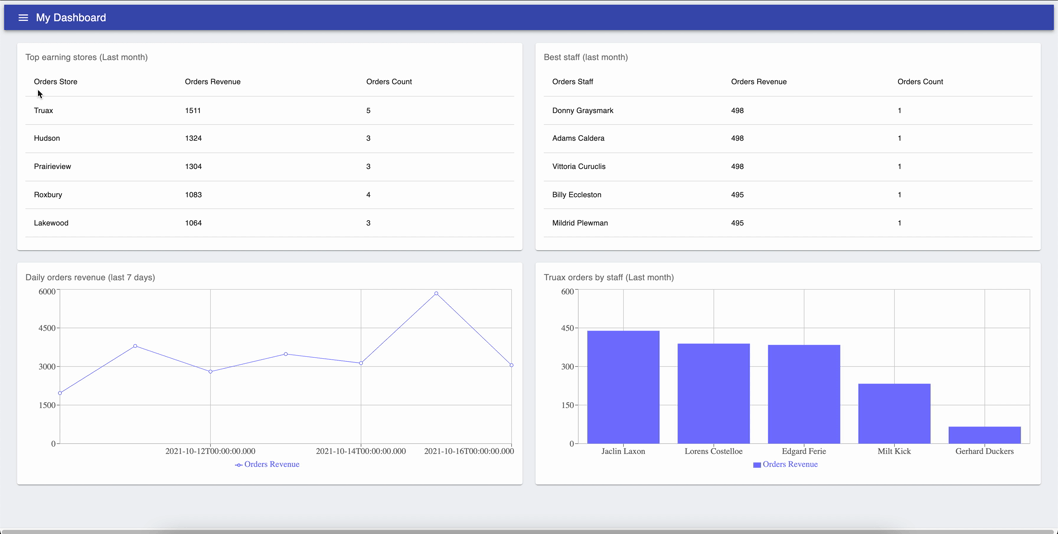 My Dashboard
Top earning stores (Last month)
Orders Store Orders Revenue Orders Count
Truax 1511 5
Hudson 1324 3
Prairieview 1304 3
Roxbury 1083 4
Lakewood 1064 3
Best staff (last month)
Orders Staff Orders Revenue Orders Count
Donny Graysmark 498 1
Adams Caldera 498 1
Vittoria Curuclis 498 1
Billy Eccleston 495 1
Mildrid Plewman 495 1
Daily orders revenue (last 7 days)
6000
4500
3000
1500
0
2021-10-12T00:00:00.000 2021-10-14T00:00:00.000 2021-10-16T00:00:00.000
Orders Revenue
Truax orders by staff (Last month)
600
450
300
150
0
Jaclin Laxon Lorens Costelloe Edgard Ferie Milt Kick Gerhard Duckers
Orders Revenue